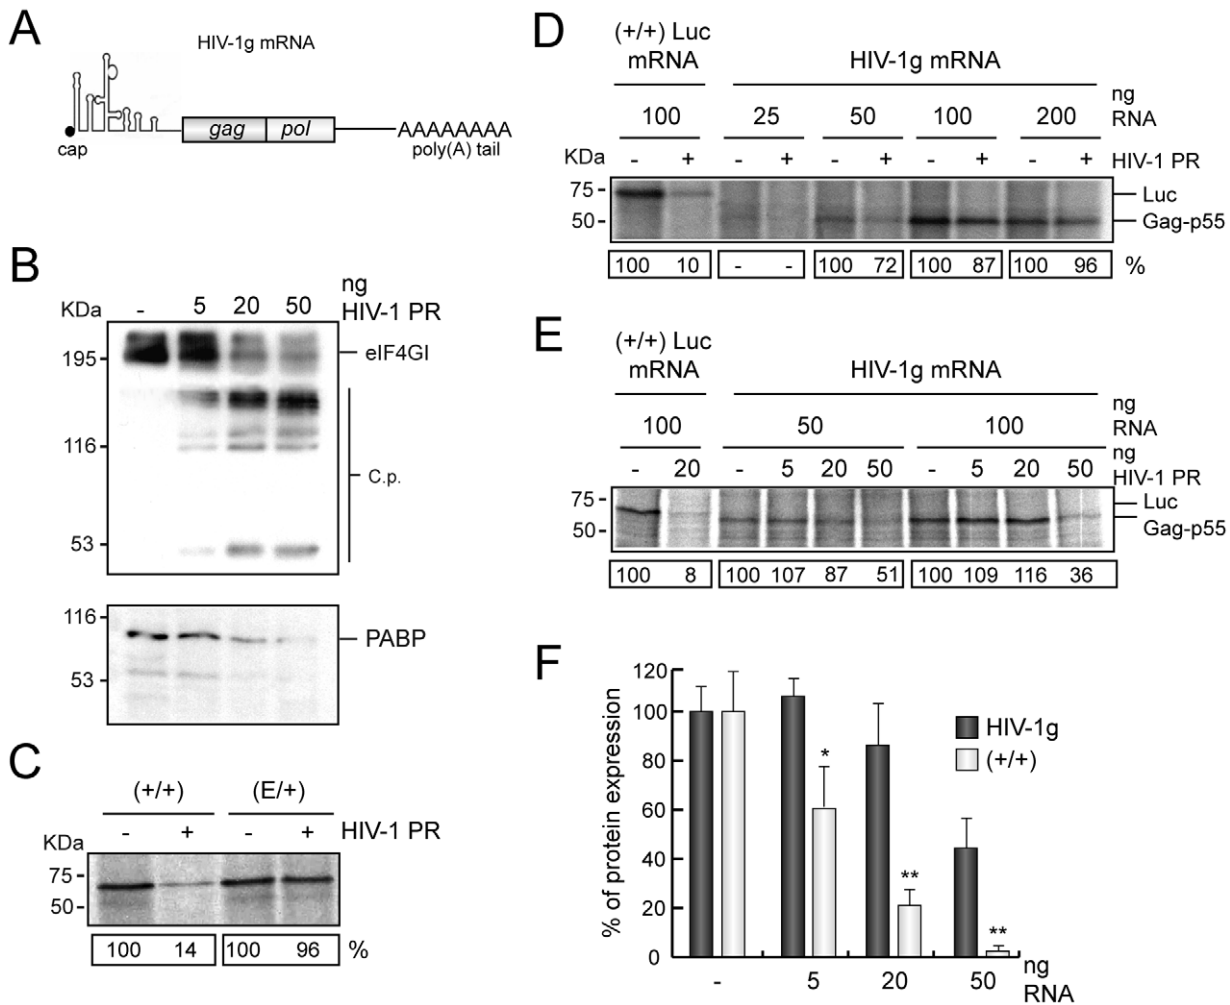 A
HIV-1g mRNA
gag pol
AAAAAAAA
cap
poly(A) tail
B
ng
KDa - 5 20 50 HIV-1 PR
195 eIF4GI
116
C.p.
53
116
PABP
53
C
(+/+) (E/+)
- + - + HIV-1 PR
KDa
75
50
100 14 100 96 %
D
(+/+) Luc
mRNA HIV-1g mRNA
ng
100 25 50 100 200 RNA
KDa - + - + - + - + - + HIV-1 PR
75 Luc
50 Gag-p55
100 10 - - 100 72 100 87 100 96 %
E
(+/+) Luc
mRNA HIV-1g mRNA
ng
100 50 100 RNA
ng
- 20 - 5 20 50 - 5 20 50 HIV-1 PR
75 Luc
50 Gag-p55
100 8 100 107 87 51 100 109 116 36
F
% of protein expression
120
100
80
60
40
20
0
* ** **
HIV-1g
(+/+)
- 5 20 50 ng
RNA